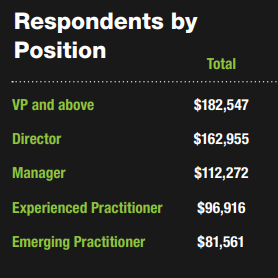 Respondents by
Position
Total
VP and above $182,547
Director $162,955
Manager $112,272
Experienced Practitioner $96,916
Emerging Practitioner $81,561